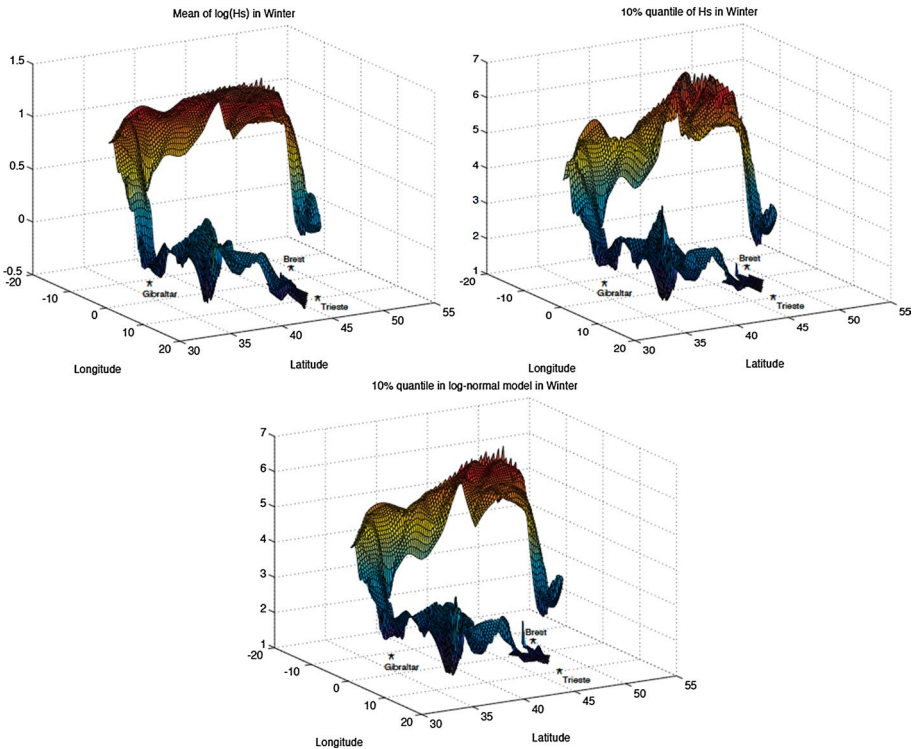 Mean of log(Hs) in Winter
1.5
1
0.5
0
-0.5
-20
-10
0
10
20
30
35
40
45
50
55
Brest
Gibraltar
Trieste
Longitude
Latitude
10% quantile of Hs in Winter
7
6
5
4
3
2
1
-20
-10
0
10
20
30
35
40
45
50
55
Brest
Gibraltar
Trieste
Longitude
Latitude
10% quantile in log-normal model in Winter
7
6
5
4
3
2
1
-20
-10
0
10
20
30
35
40
45
50
55
Brest
Gibraltar
Trieste
Longitude
Latitude